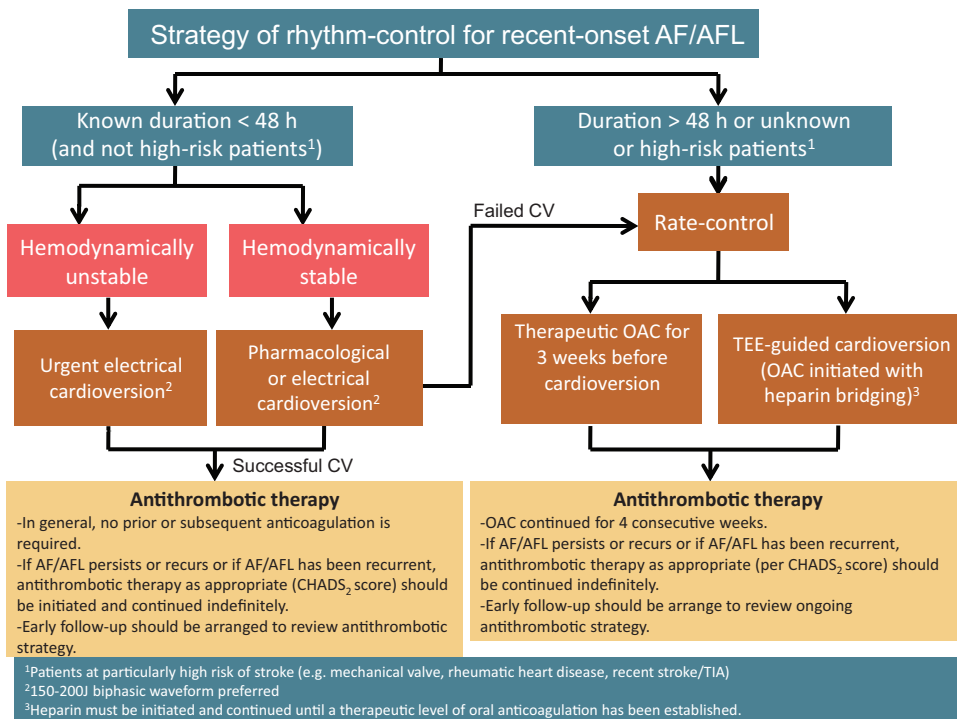 Strategy of rhythm-control for recent-onset AF/AFL
Known duration < 48 h
(and not high-risk patients¹)
Duration > 48 h or unknown
or high-risk patients¹
Hemodynamically
unstable
Hemodynamically
stable
Failed CV
Rate-control
Urgent electrical
cardioversion²
Pharmacological
or electrical
cardioversion²
Therapeutic OAC for
3 weeks before
cardioversion
TEE-guided cardioversion
(OAC initiated with
heparin bridging)³
Successful CV
Antithrombotic therapy
-In general, no prior or subsequent anticoagulation is
required.
-If AF/AFL persists or recurs or if AF/AFL has been recurrent,
antithrombotic therapy as appropriate (CHADS₂ score) should
be initiated and continued indefinitely.
-Early follow-up should be arranged to review antithrombotic
strategy.
Antithrombotic therapy
-OAC continued for 4 consecutive weeks.
-If AF/AFL persists or recurs or if AF/AFL has been recurrent,
antithrombotic therapy as appropriate (per CHADS₂ score) should
be continued indefinitely.
-Early follow-up should be arrange to review ongoing
antithrombotic strategy.
¹Patients at particularly high risk of stroke (e.g. mechanical valve, rheumatic heart disease, recent stroke/TIA)
²150-200J biphasic waveform preferred
³Heparin must be initiated and continued until a therapeutic level of oral anticoagulation has been established.